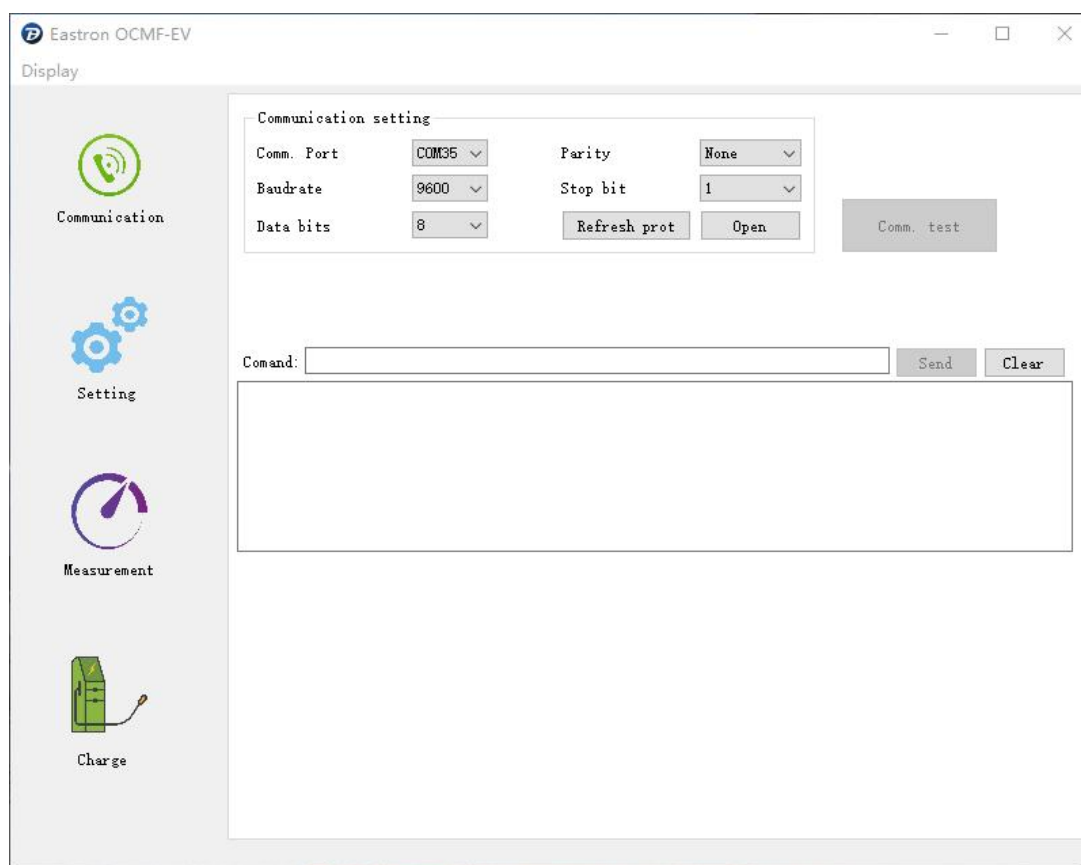 Eastron OCMF-EV
Display
Communication
Setting
Measurement
Charge
Communication setting
Comm. Port COM35 Parity None
Baudrate 9600 Stop bit 1
Data bits 8 Refresh prot Open
Comm. test
Comand: Send Clear